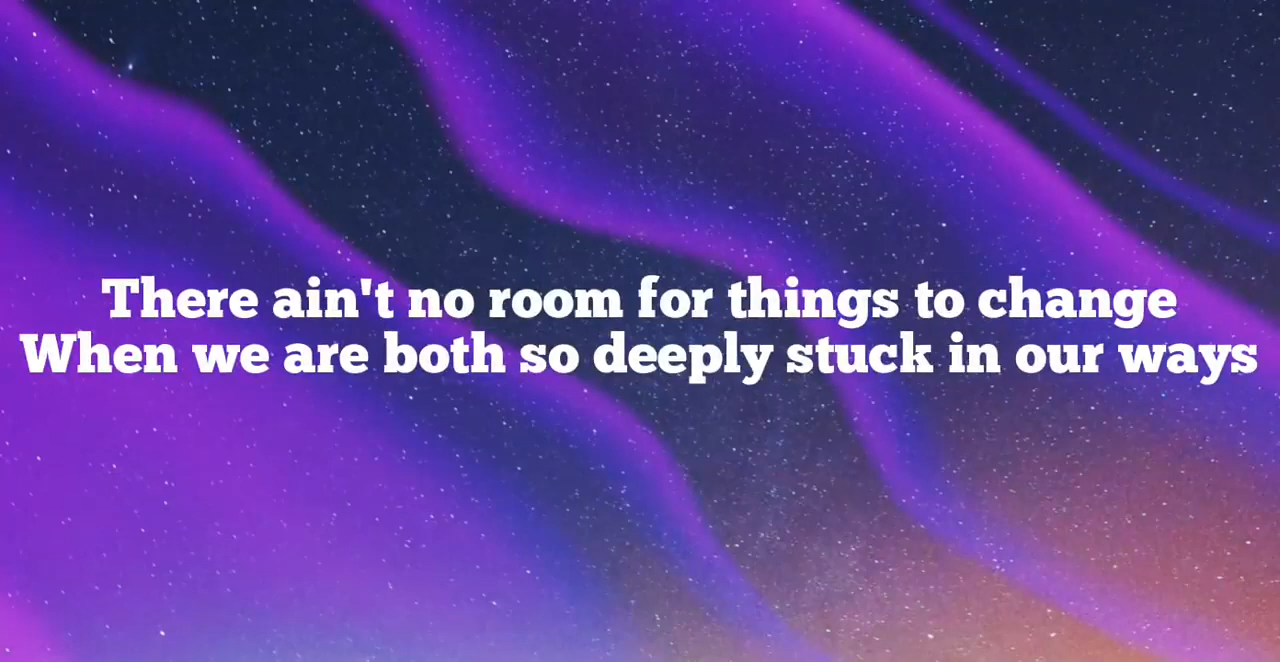 There ain't no room for things to change
When we are both so deeply stuck in our ways